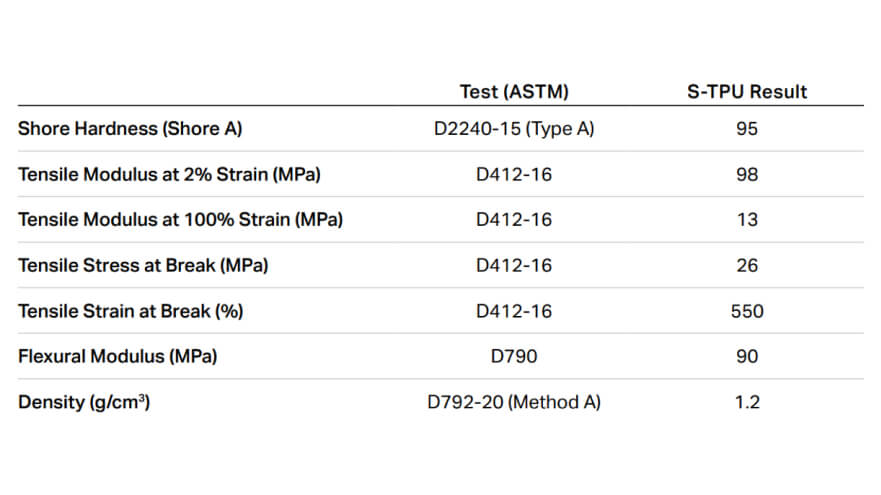 Test (ASTM) S-TPU Result
Shore Hardness (Shore A) D2240-15 (Type A) 95
Tensile Modulus at 2% Strain (MPa) D412-16 98
Tensile Modulus at 100% Strain (MPa) D412-16 13
Tensile Stress at Break (MPa) D412-16 26
Tensile Strain at Break (%) D412-16 550
Flexural Modulus (MPa) D790 90
Density (g/cm³) D792-20 (Method A) 1.2